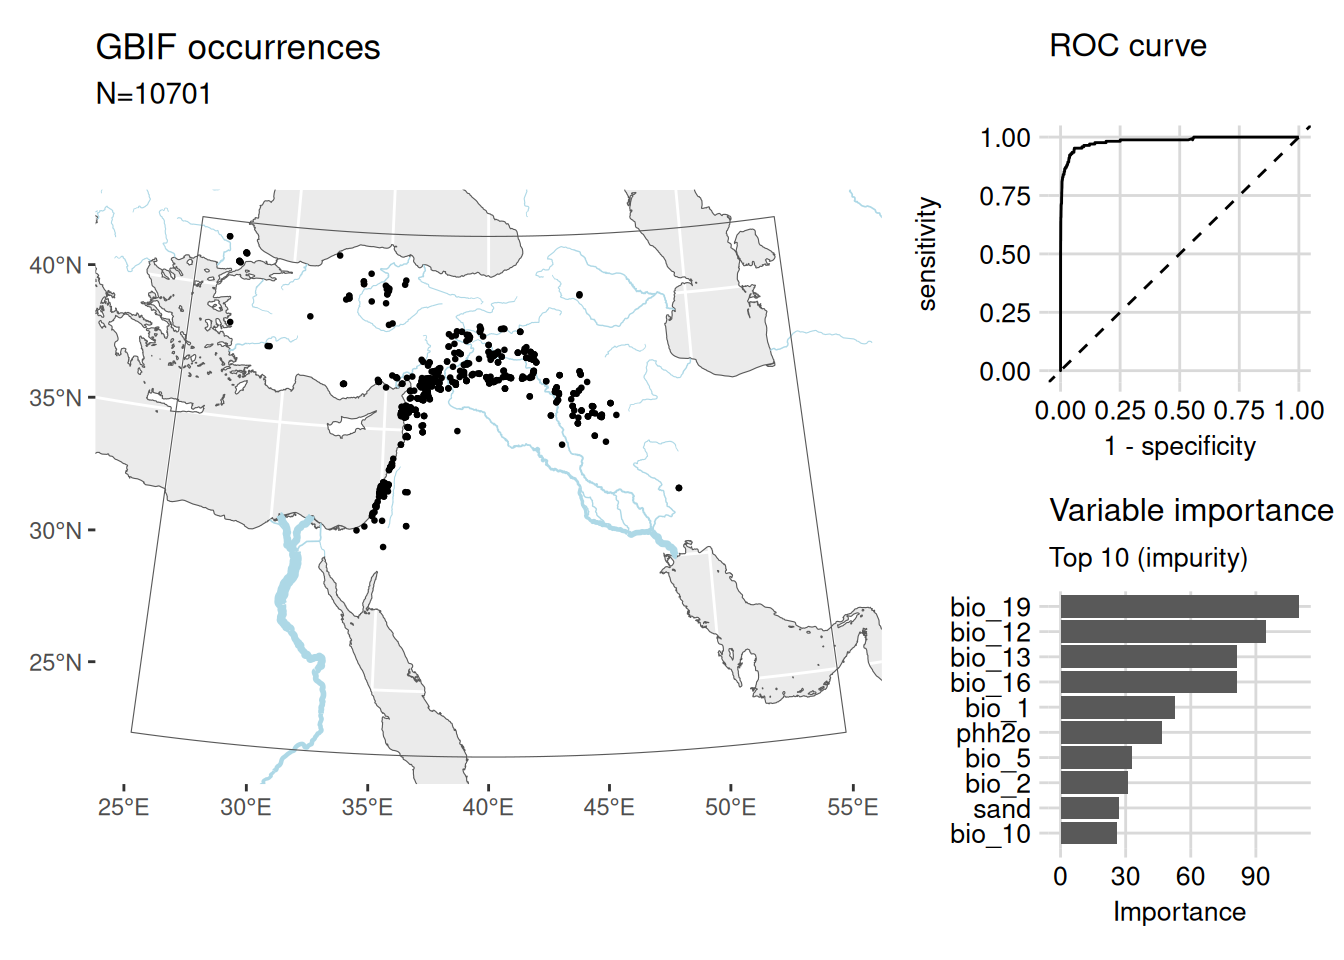 GBIF occurrences
N=10701
40°N
35°N
30°N
25°N
25°E 30°E 35°E 40°E 45°E 50°E 55°E
ROC curve
sensitivity
1.00
0.75
0.50
0.25
0.00
0.00 0.25 0.50 0.75 1.00
1 - specificity
Variable importance
Top 10 (impurity)
bio_19
bio_12
bio_13
bio_16
bio_1
phh2o
bio_5
bio_2
sand
bio_10
0 30 60 90
Importance